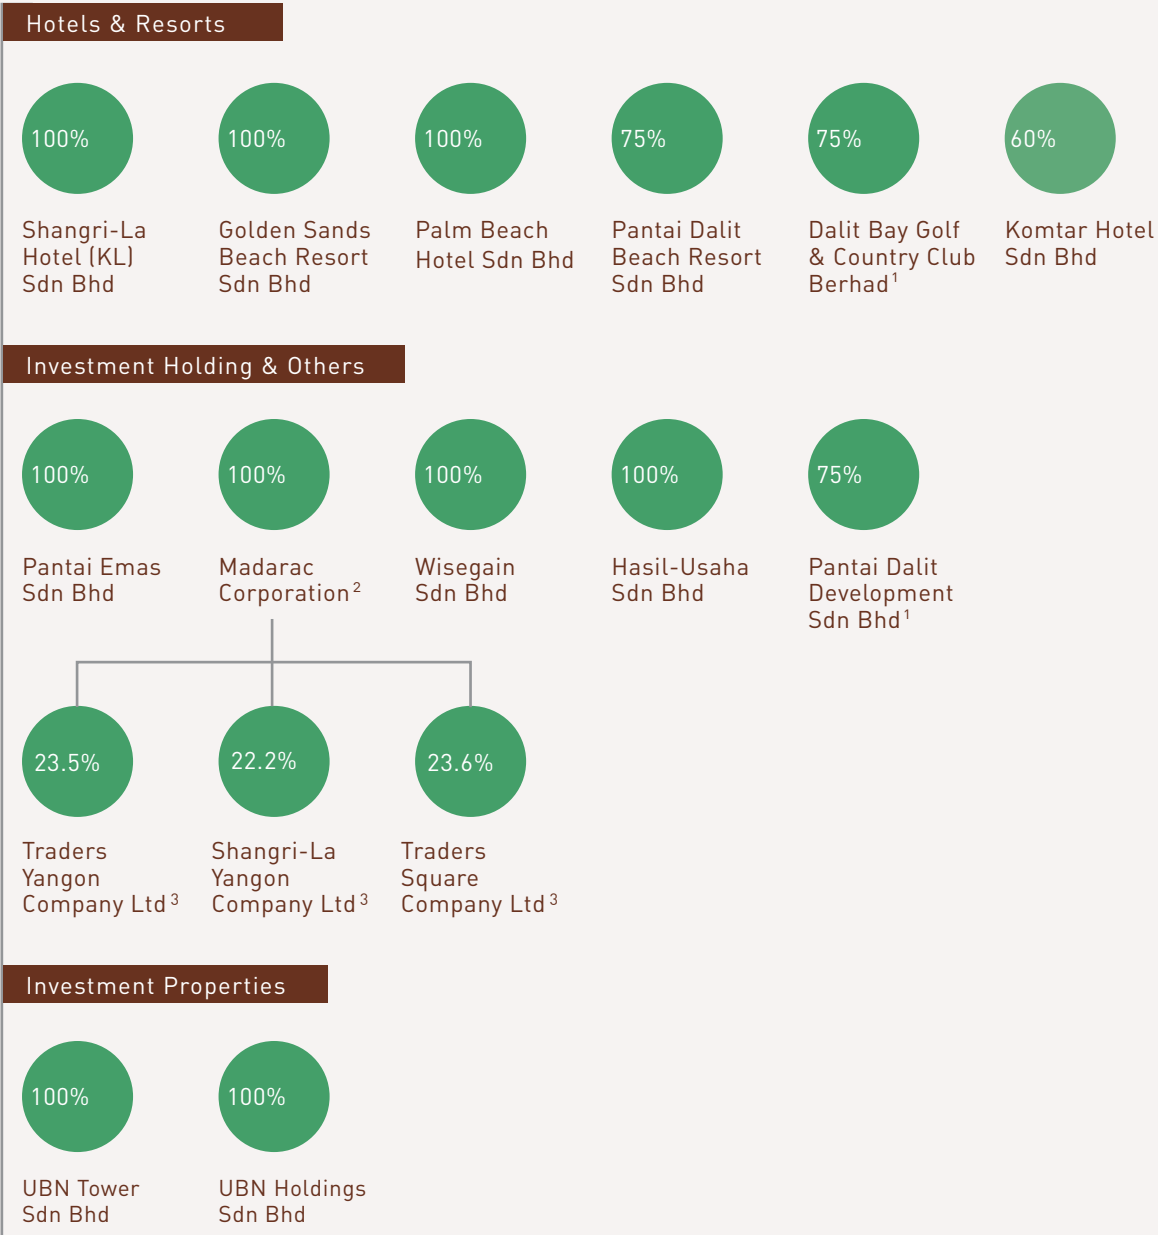 Hotels & Resorts
100%
100%
100%
75%
75%
60%
Shangri-La
Hotel (KL)
Sdn Bhd
Golden Sands
Beach Resort
Sdn Bhd
Palm Beach
Hotel Sdn Bhd
Pantai Dalit
Beach Resort
Sdn Bhd
Dalit Bay Golf
& Country Club
Berhad¹
Komtar Hotel
Sdn Bhd
Investment Holding & Others
100%
100%
100%
100%
75%
Pantai Emas
Sdn Bhd
Madarac
Corporation²
Wisegain
Sdn Bhd
Hasil-Usaha
Sdn Bhd
Pantai Dalit
Development
Sdn Bhd¹
23.5%
22.2%
23.6%
Traders
Yangon
Company Ltd³
Shangri-La
Yangon
Company Ltd³
Traders
Square
Company Ltd³
Investment Properties
100%
100%
UBN Tower
Sdn Bhd
UBN Holdings
Sdn Bhd